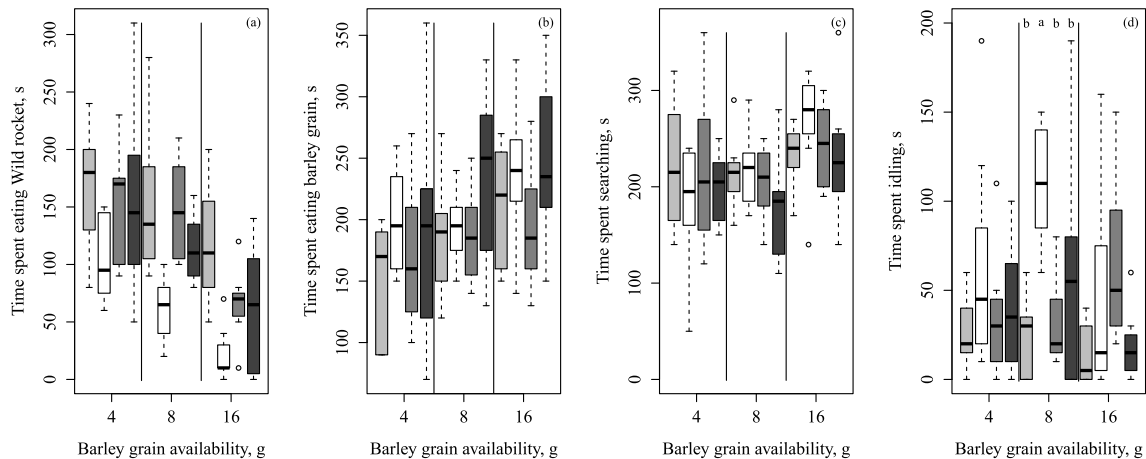 (a)
Time spent eating Wild rocket, s
0
50
100
150
200
250
300
4 8 16
Barley grain availability, g
(b)
Time spent eating barley grain, s
100
150
200
250
300
350
4 8 16
Barley grain availability, g
(c)
Time spent searching, s
0
100
200
300
4 8 16
Barley grain availability, g
b a b b (d)
Time spent idling, s
0
50
100
150
200
4 8 16
Barley grain availability, g